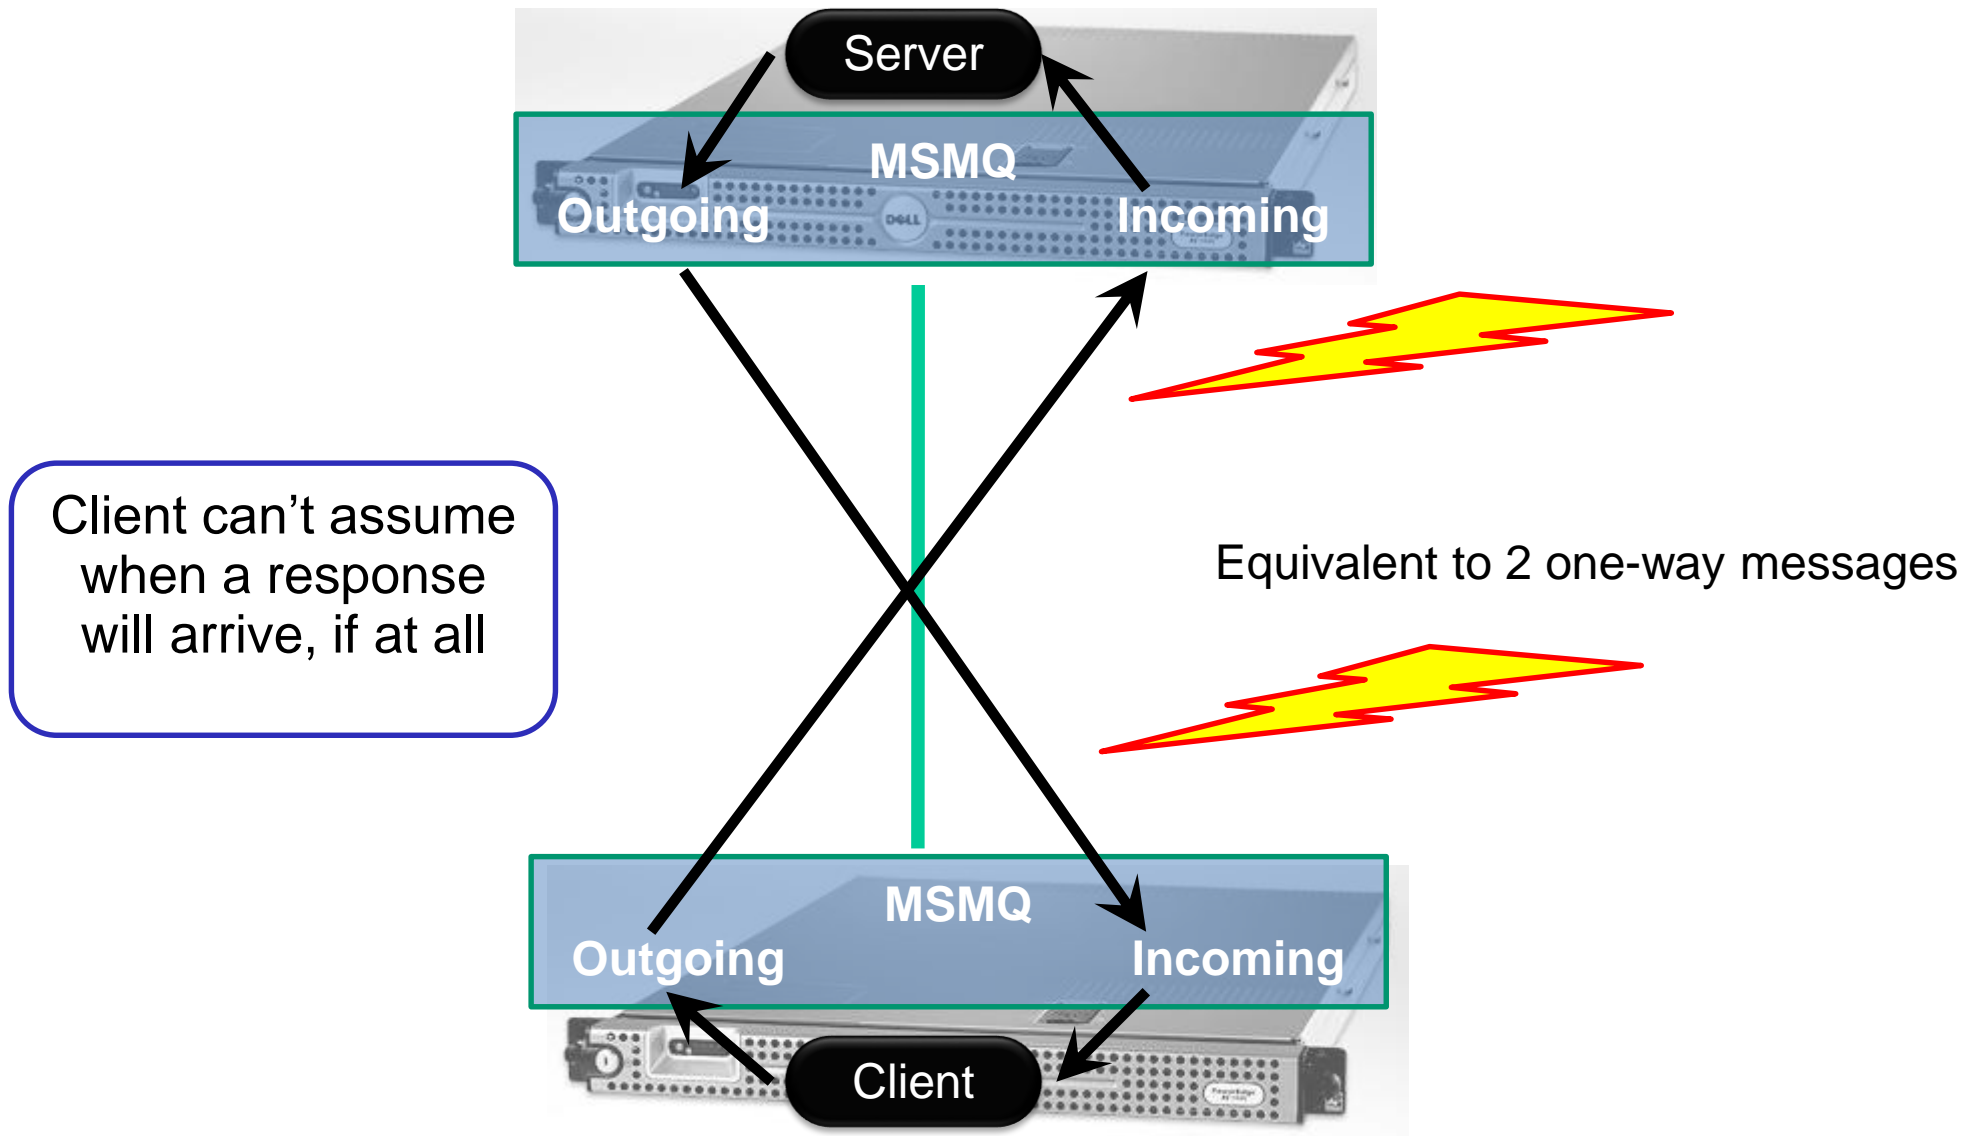 Server
MSMQ
Outgoing
Incoming
DELL
Client can’t assume
when a response
will arrive, if at all
Equivalent to 2 one-way messages
MSMQ
Outgoing
Incoming
Client